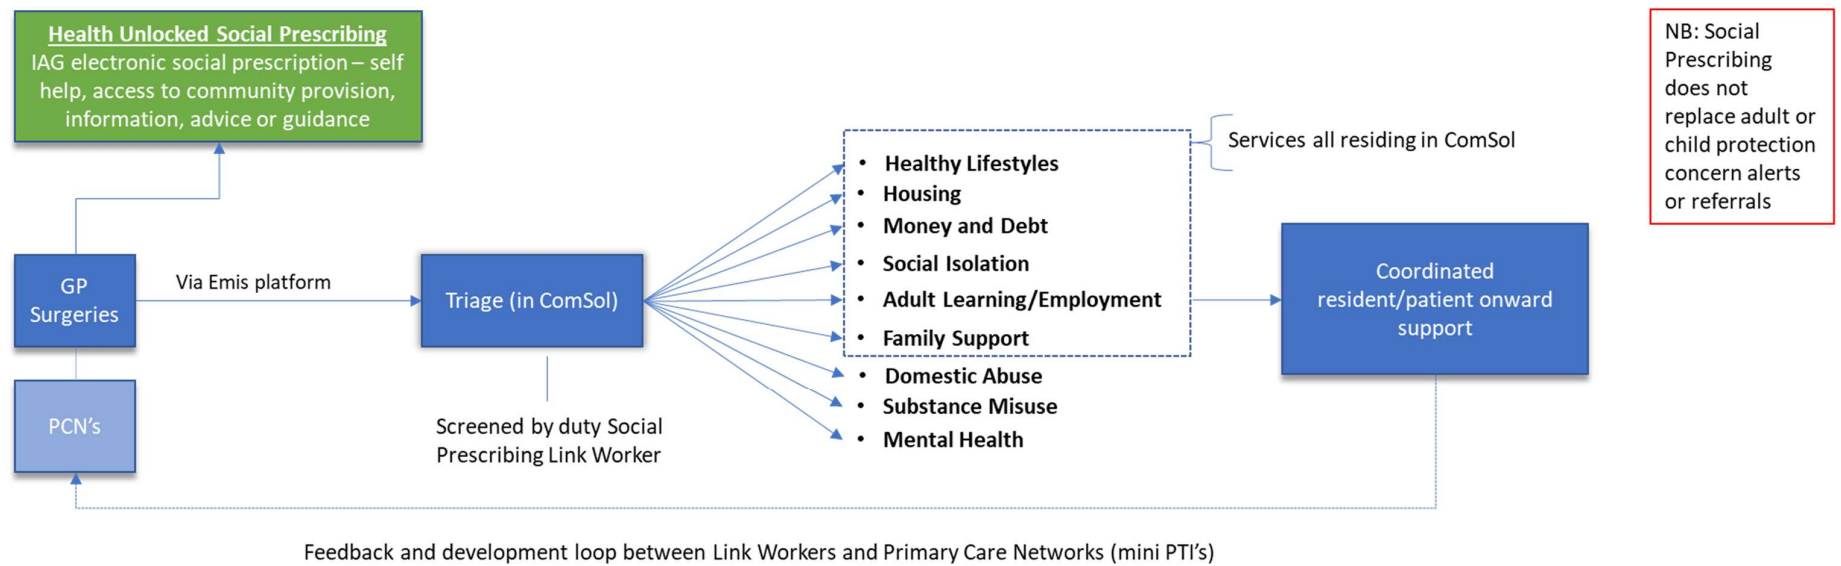 Health Unlocked Social Prescribing
IAG electronic social prescription – self
help, access to community provision,
information, advice or guidance
NB: Social
Prescribing
does not
replace adult or
child protection
concern alerts
or referrals
Services all residing in ComSol
GP
Surgeries
Via Emis platform
Triage (in ComSol)
• Healthy Lifestyles
• Housing
• Money and Debt
• Social Isolation
• Adult Learning/Employment
• Family Support
• Domestic Abuse
• Substance Misuse
• Mental Health
Coordinated
resident/patient onward
support
PCN's
Screened by duty Social
Prescribing Link Worker
Feedback and development loop between Link Workers and Primary Care Networks (mini PTI's)